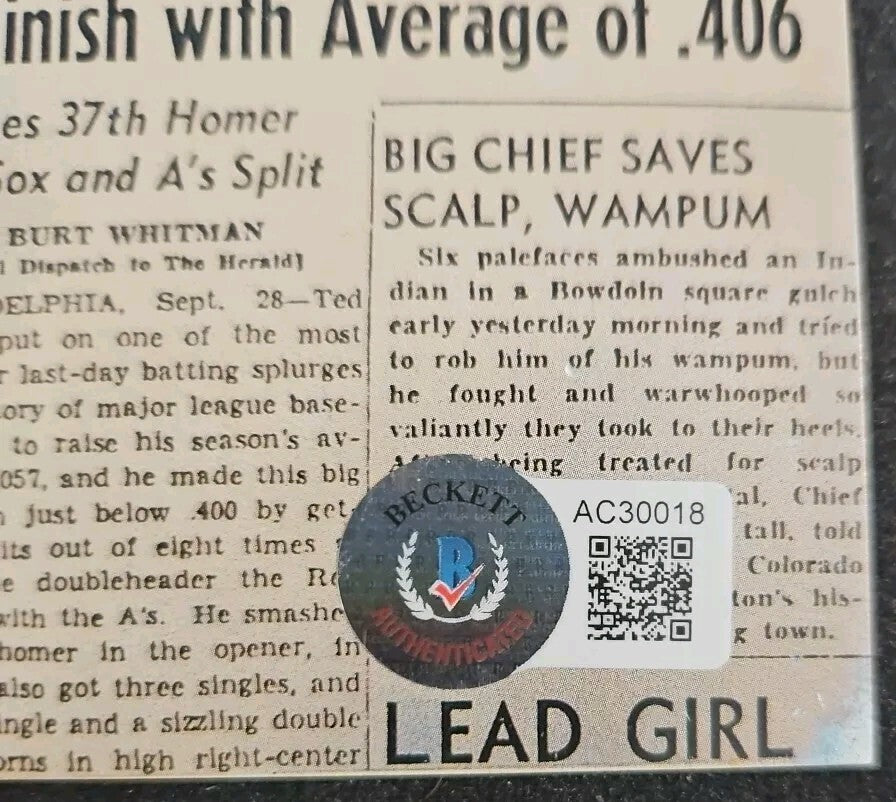 inish with Average of .406
es 37th Homer
Sox and A's Split
BURT WHITMAN
l Dispatch to The Herald]
DELPHIA, Sept. 28—Ted
put on one of the most
r last-day batting splurges
ory of major league base-
to raise his season's av-
057, and he made this big
just below .400 by get-
its out of eight times
e doubleheader the
with the A's. He smashe
homer in the opener, in
also got three singles, and
ingle and a sizzling double
orns in high right-center
BIG CHIEF SAVES
SCALP, WAMPUM
Six palefaces ambushed an In-
dian in a Bowdoin square gulch
early yesterday morning and tried
to rob him of his wampum, but
he fought and warwhooped so
valiantly they took to their heels.
being treated for scalp
al, Chief
tall, told
Colorado
ton's his-
g town.
BECKETT
B
AUTHENTICATED
AC30018
LEAD GIRL